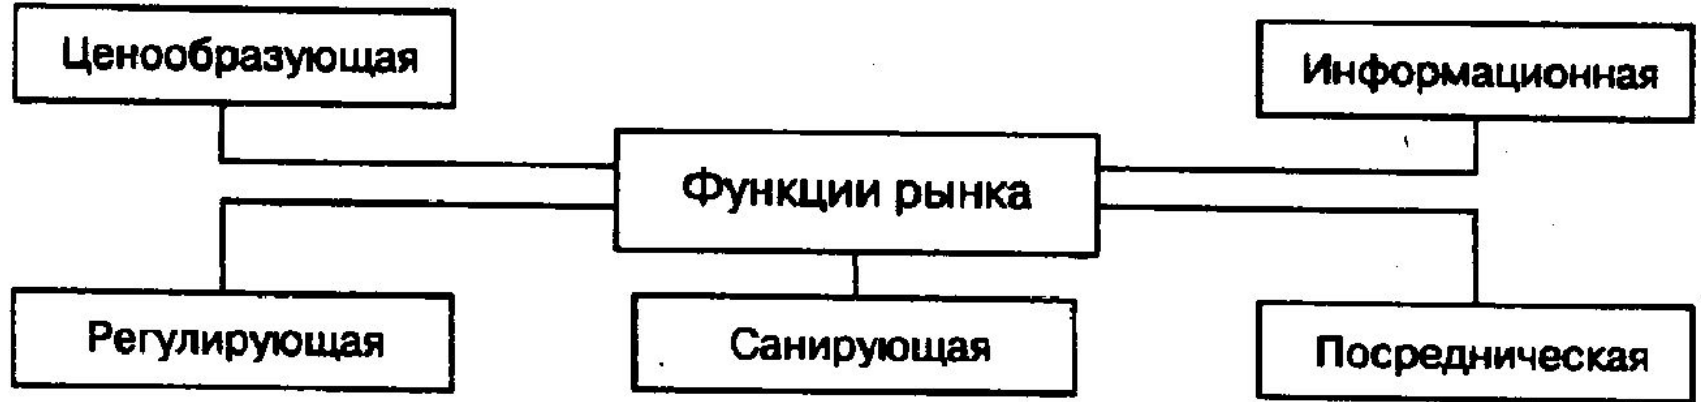 Ценообразующая
Информационная
Функции рынка
Регулирующая
Санирующая
Посредническая